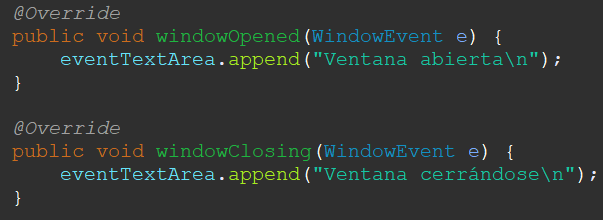 @Override
public void windowOpened(WindowEvent e) {
    eventTextArea.append("Ventana abierta\n");
}

@Override
public void windowClosing(WindowEvent e) {
    eventTextArea.append("Ventana cerrándose\n");
}